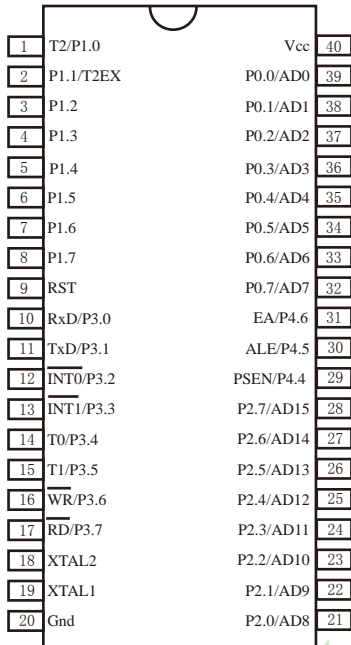 1 T2/P1.0 Vcc 40
2 P1.1/T2EX P0.0/AD0 39
3 P1.2 P0.1/AD1 38
4 P1.3 P0.2/AD2 37
5 P1.4 P0.3/AD3 36
6 P1.5 P0.4/AD4 35
7 P1.6 P0.5/AD5 34
8 P1.7 P0.6/AD6 33
9 RST P0.7/AD7 32
10 RxD/P3.0 EA/P4.6 31
11 TxD/P3.1 ALE/P4.5 30
12 INT0/P3.2 PSEN/P4.4 29
13 INT1/P3.3 P2.7/AD15 28
14 T0/P3.4 P2.6/AD14 27
15 T1/P3.5 P2.5/AD13 26
16 WR/P3.6 P2.4/AD12 25
17 RD/P3.7 P2.3/AD11 24
18 XTAL2 P2.2/AD10 23
19 XTAL1 P2.1/AD9 22
20 Gnd P2.0/AD8 21